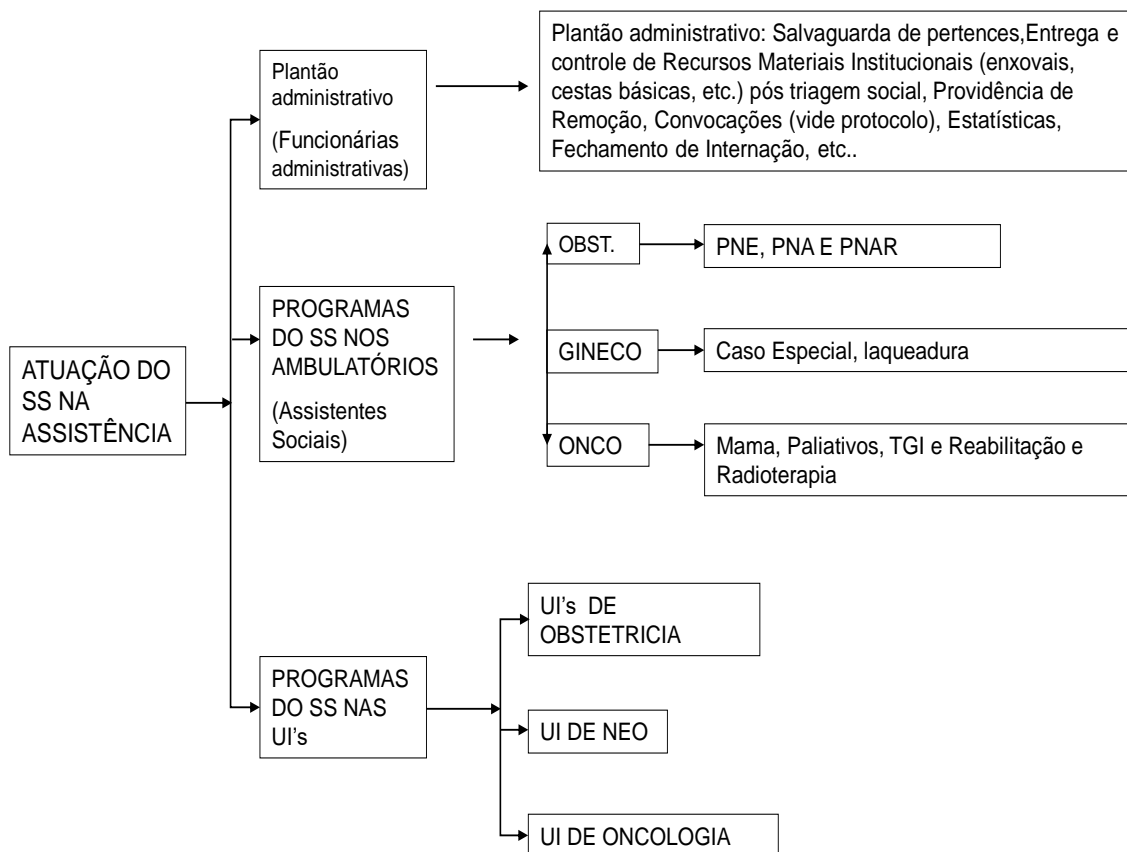 Plantão administrativo: Salvaguarda de pertences,Entrega e
controle de Recursos Materiais Institucionais (enxovais,
cestas básicas, etc.) pós triagem social, Providência de
Remoção, Convocações (vide protocolo), Estatísticas,
Fechamento de Internação, etc..
Plantão
administrativo
(Funcionárias
administrativas)
OBST.
PNE, PNA E PNAR
PROGRAMAS
DO SS NOS
AMBULATÓRIOS
(Assistentes
Sociais)
GINECO
Caso Especial, laqueadura
ATUAÇÃO DO
SS NA
ASSISTÊNCIA
ONCO
Mama, Paliativos, TGI e Reabilitação e
Radioterapia
UI's DE
OBSTETRICIA
PROGRAMAS
DO SS NAS
UI's
UI DE NEO
UI DE ONCOLOGIA